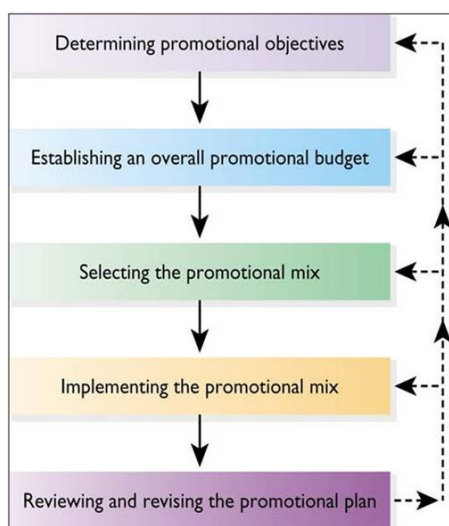 Determining promotional objectives
Establishing an overall promotional budget
Selecting the promotional mix
Implementing the promotional mix
Reviewing and revising the promotional plan